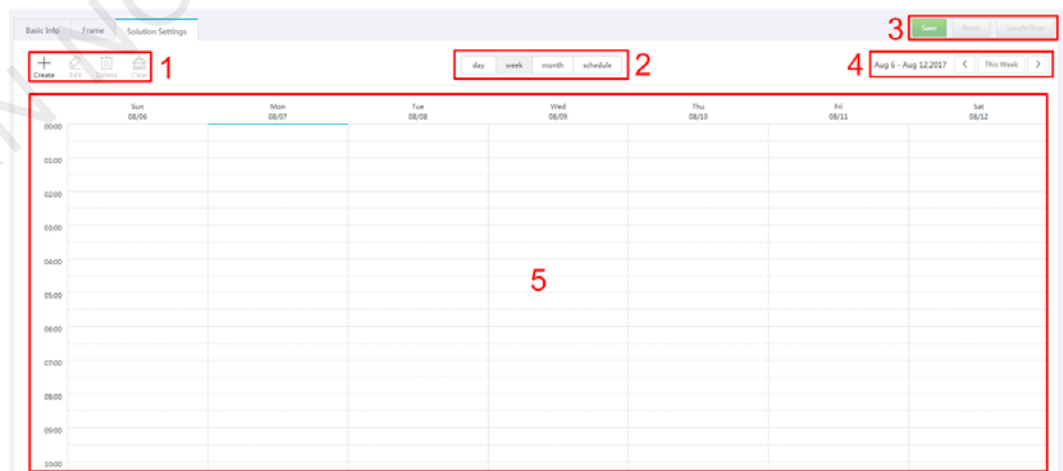 Basic Info Frame Solution Settings
3 Save Reset Save&Close
Create Edit Delete Clear 1
day week month schedule 2
4 Aug 6 - Aug 12,2017 < This Week >
Sun Mon Tue Wed Thu Fri Sat
08/06 08/07 08/08 08/09 08/10 08/11 08/12
00:00
01:00
02:00
03:00
04:00
5
05:00
06:00
07:00
08:00
09:00
10:00